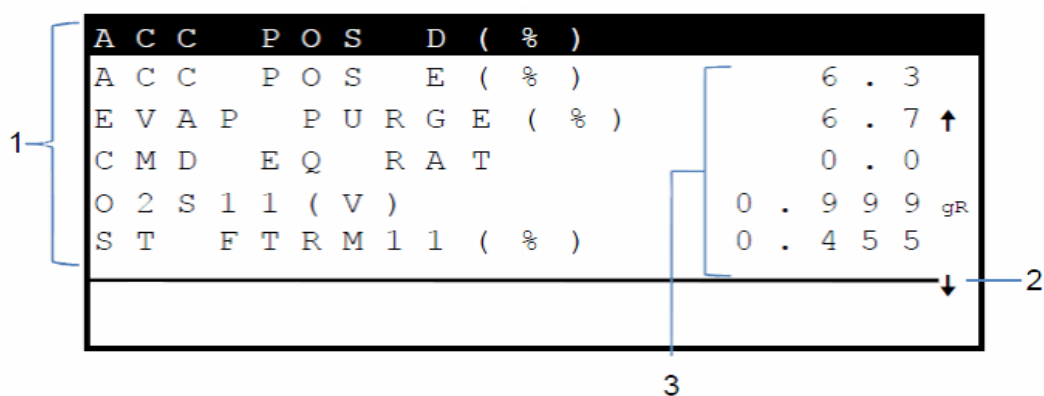 ACC POS D(%)
ACC POS E(%) 6.3
EVAP PURGE(%) 6.7 ↑
CMD EQ RAT 0.0
O2S11(V) 0.999 gR
ST FTRM11(%) 0.455
↓
1
2
3